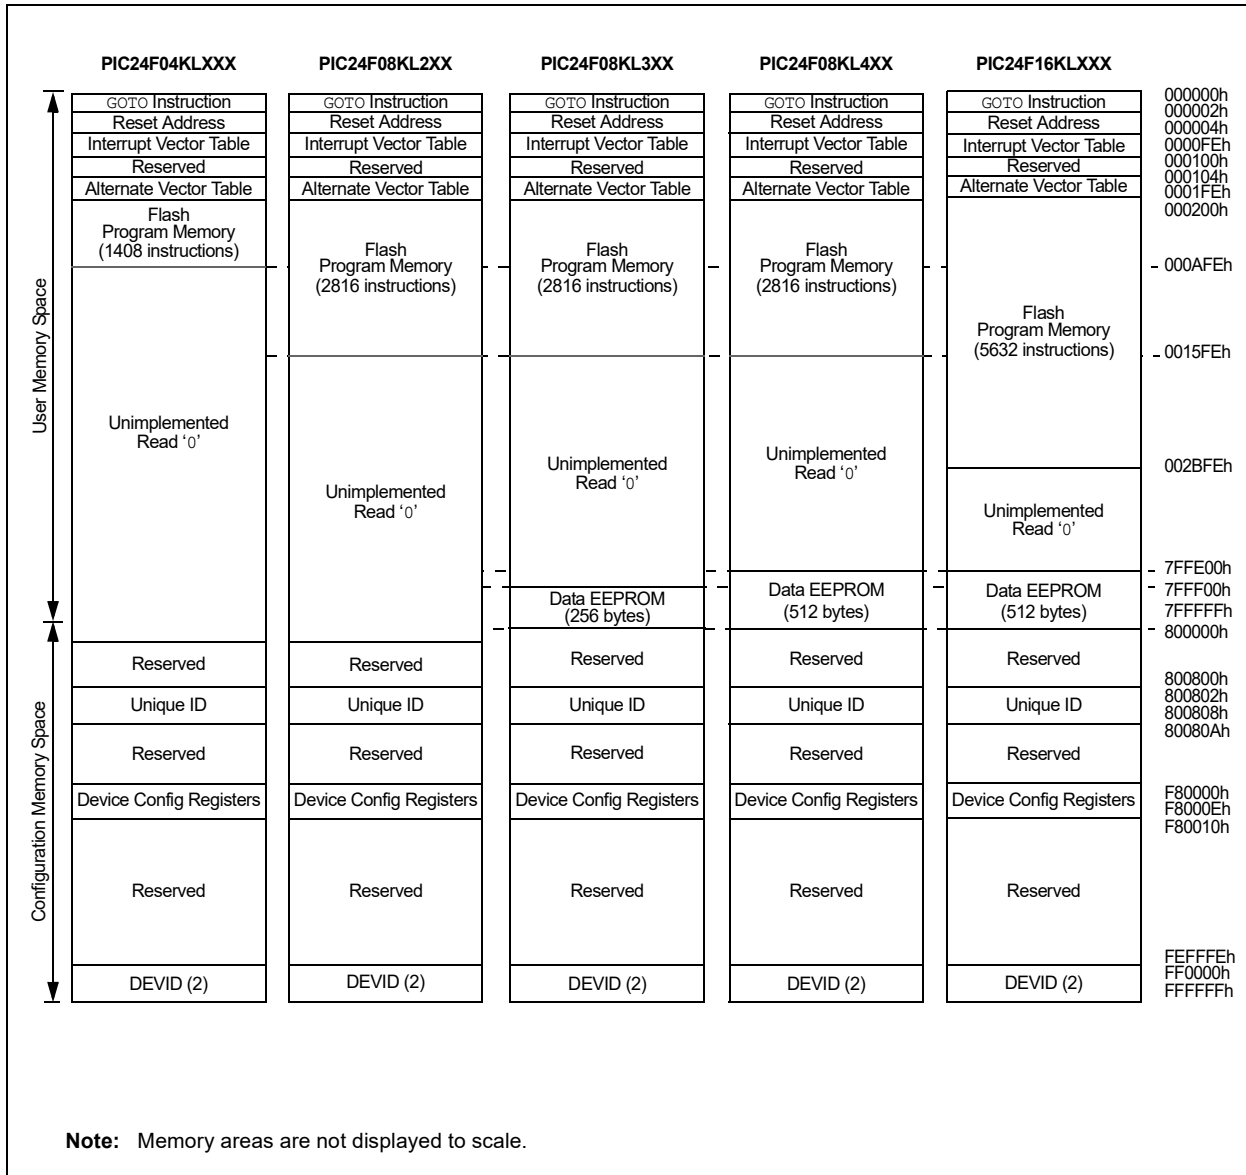 PIC24F04KLXXX PIC24F08KL2XX PIC24F08KL3XX PIC24F08KL4XX PIC24F16KLXXX
User Memory Space
Configuration Memory Space
GOTO Instruction
Reset Address
Interrupt Vector Table
Reserved
Alternate Vector Table
Flash
Program Memory
(1408 instructions)
Unimplemented
Read ‘0’
Reserved
Unique ID
Reserved
Device Config Registers
Reserved
DEVID (2)
GOTO Instruction
Reset Address
Interrupt Vector Table
Reserved
Alternate Vector Table
Flash
Program Memory
(2816 instructions)
Unimplemented
Read ‘0’
Reserved
Unique ID
Reserved
Device Config Registers
Reserved
DEVID (2)
GOTO Instruction
Reset Address
Interrupt Vector Table
Reserved
Alternate Vector Table
Flash
Program Memory
(2816 instructions)
Unimplemented
Read ‘0’
Data EEPROM
(256 bytes)
Reserved
Unique ID
Reserved
Device Config Registers
Reserved
DEVID (2)
GOTO Instruction
Reset Address
Interrupt Vector Table
Reserved
Alternate Vector Table
Flash
Program Memory
(2816 instructions)
Unimplemented
Read ‘0’
Data EEPROM
(512 bytes)
Reserved
Unique ID
Reserved
Device Config Registers
Reserved
DEVID (2)
GOTO Instruction
Reset Address
Interrupt Vector Table
Reserved
Alternate Vector Table
Flash
Program Memory
(5632 instructions)
Unimplemented
Read ‘0’
Data EEPROM
(512 bytes)
Reserved
Unique ID
Reserved
Device Config Registers
Reserved
DEVID (2)
000000h
000002h
000004h
0000FEh
000100h
000104h
0001FEh
000200h
000AFEh
0015FEh
002BFEh
7FFE00h
7FFF00h
7FFFFFh
800000h
800800h
800802h
800808h
80080Ah
F80000h
F8000Eh
F80010h
FEFFFEh
FF0000h
FFFFFFh
Note: Memory areas are not displayed to scale.